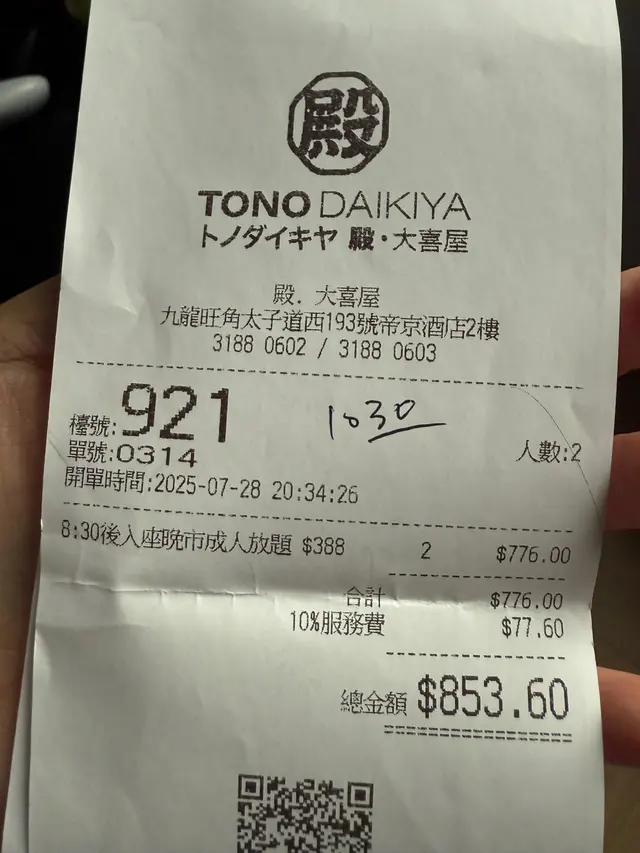 殿
TONO DAIKIYA
トノダイキヤ 殿・大喜屋
殿．大喜屋
九龍旺角太子道西193號帝京酒店2樓
3188 0602 / 3188 0603
檯號:921
1030
單號:0314
人數:2
開單時間:2025-07-28 20:34:26
8:30後入座晚市成人放題 $388 2 $776.00
合計 $776.00
10%服務費 $77.60
總金額 $853.60